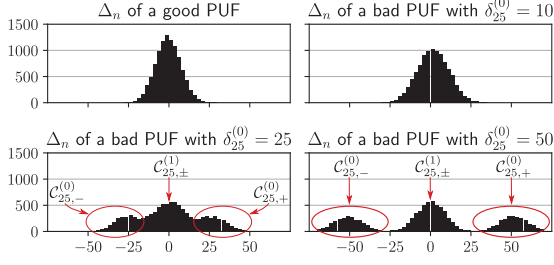 Δₙ of a good PUF
Δₙ of a bad PUF with δ₂₅⁽⁰⁾ = 10
1500
1000
500
0
Δₙ of a bad PUF with δ₂₅⁽⁰⁾ = 25
Δₙ of a bad PUF with δ₂₅⁽⁰⁾ = 50
1500
1000
500
0
𝒞₂₅,₋⁽⁰⁾
𝒞₂₅,±⁽¹⁾
𝒞₂₅,₊⁽⁰⁾
𝒞₂₅,₋⁽⁰⁾
𝒞₂₅,±⁽¹⁾
𝒞₂₅,₊⁽⁰⁾
−50 −25 0 25 50
−50 −25 0 25 50